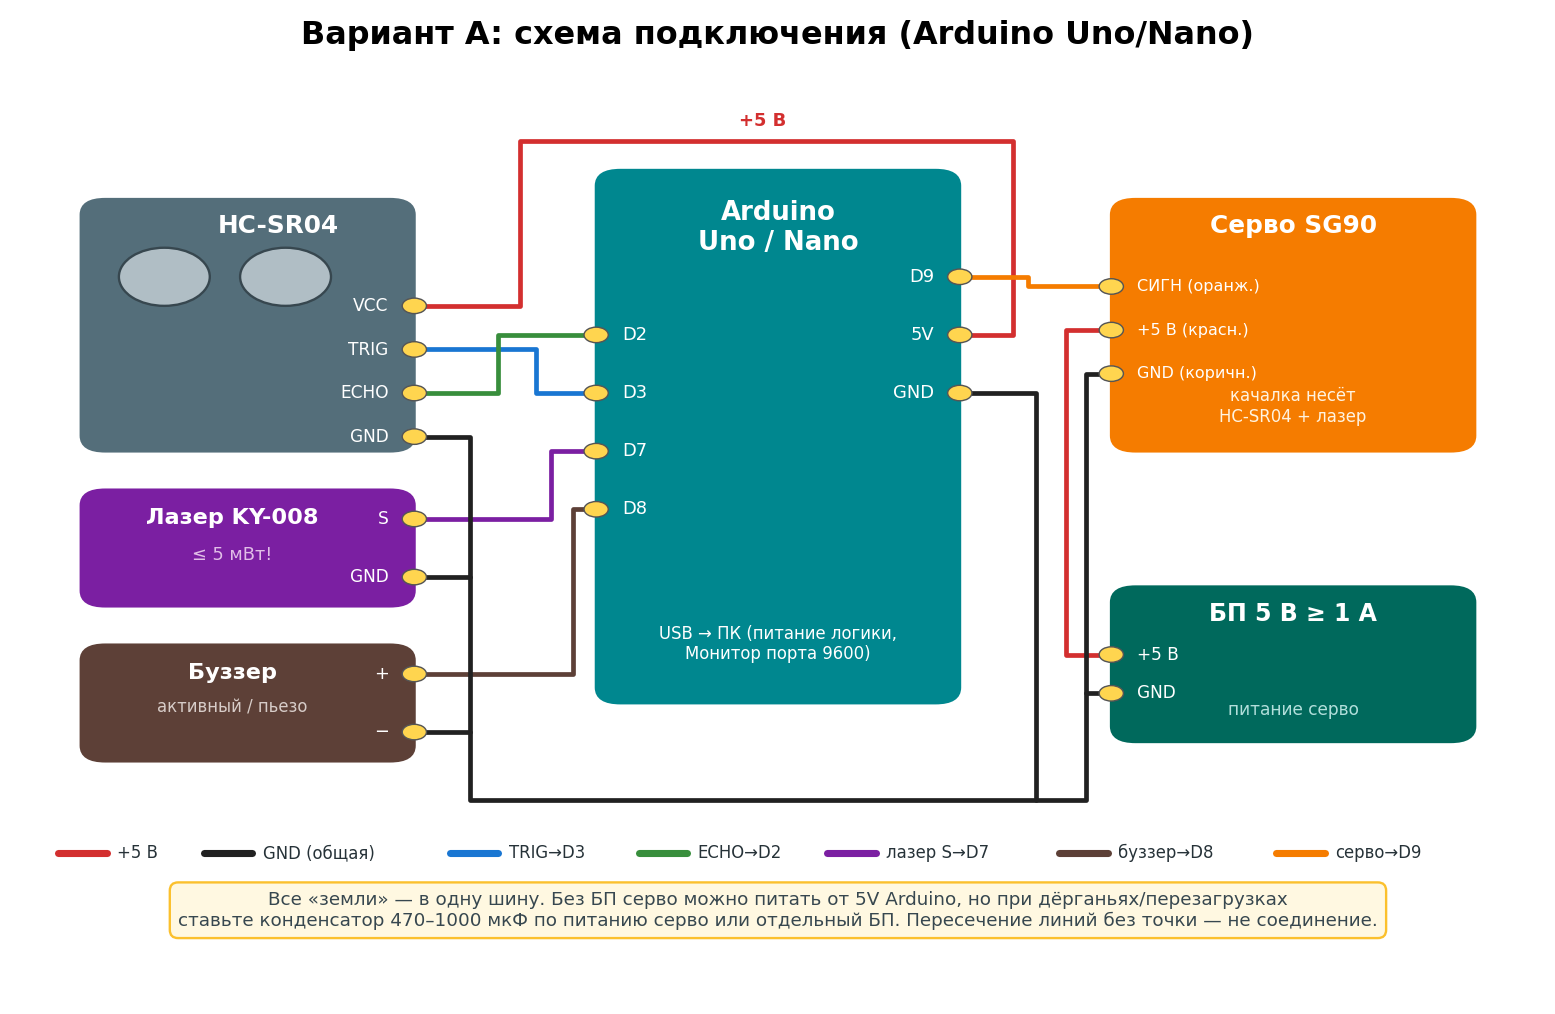 Вариант A: схема подключения (Arduino Uno/Nano)
+5 В
HC-SR04
VCC
TRIG
ECHO
GND
Лазер KY-008
≤ 5 мВт!
S
GND
Буззер
активный / пьезо
+
−
Arduino
Uno / Nano
D2
D3
D7
D8
D9
5V
GND
USB → ПК (питание логики,
Монитор порта 9600)
Серво SG90
СИГН (оранж.)
+5 В (красн.)
GND (коричн.)
качалка несёт
HC-SR04 + лазер
БП 5 В ≥ 1 А
+5 В
GND
питание серво
+5 В
GND (общая)
TRIG→D3
ECHO→D2
лазер S→D7
буззер→D8
серво→D9
Все «земли» — в одну шину. Без БП серво можно питать от 5V Arduino, но при дёрганьях/перезагрузках
ставьте конденсатор 470–1000 мкФ по питанию серво или отдельный БП. Пересечение линий без точки — не соединение.